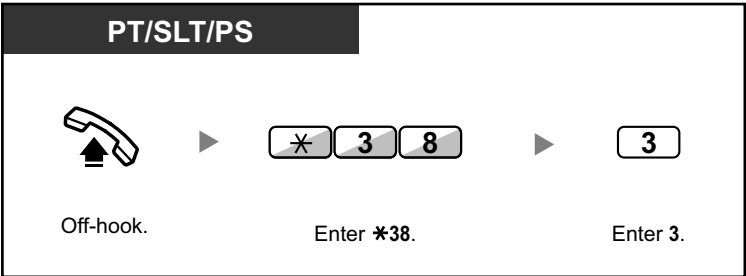 PT/SLT/PS
✳ 3 8 3
Off-hook. Enter ✳38. Enter 3.